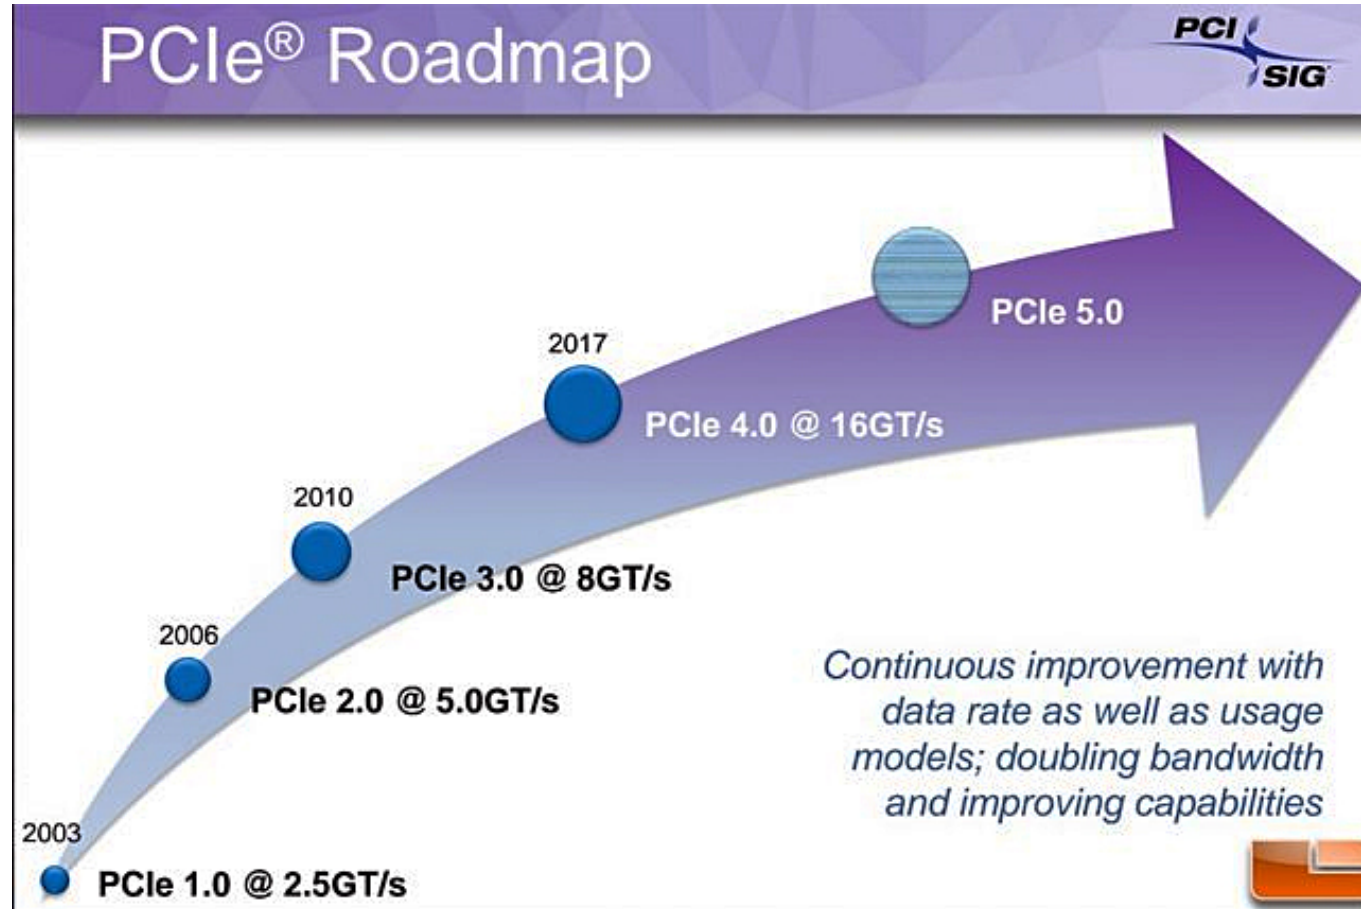 PCIe® Roadmap
PCI
SIG
PCIe 5.0
2017
PCIe 4.0 @ 16GT/s
2010
PCIe 3.0 @ 8GT/s
2006
PCIe 2.0 @ 5.0GT/s
Continuous improvement with
data rate as well as usage
models; doubling bandwidth
and improving capabilities
2003
PCIe 1.0 @ 2.5GT/s